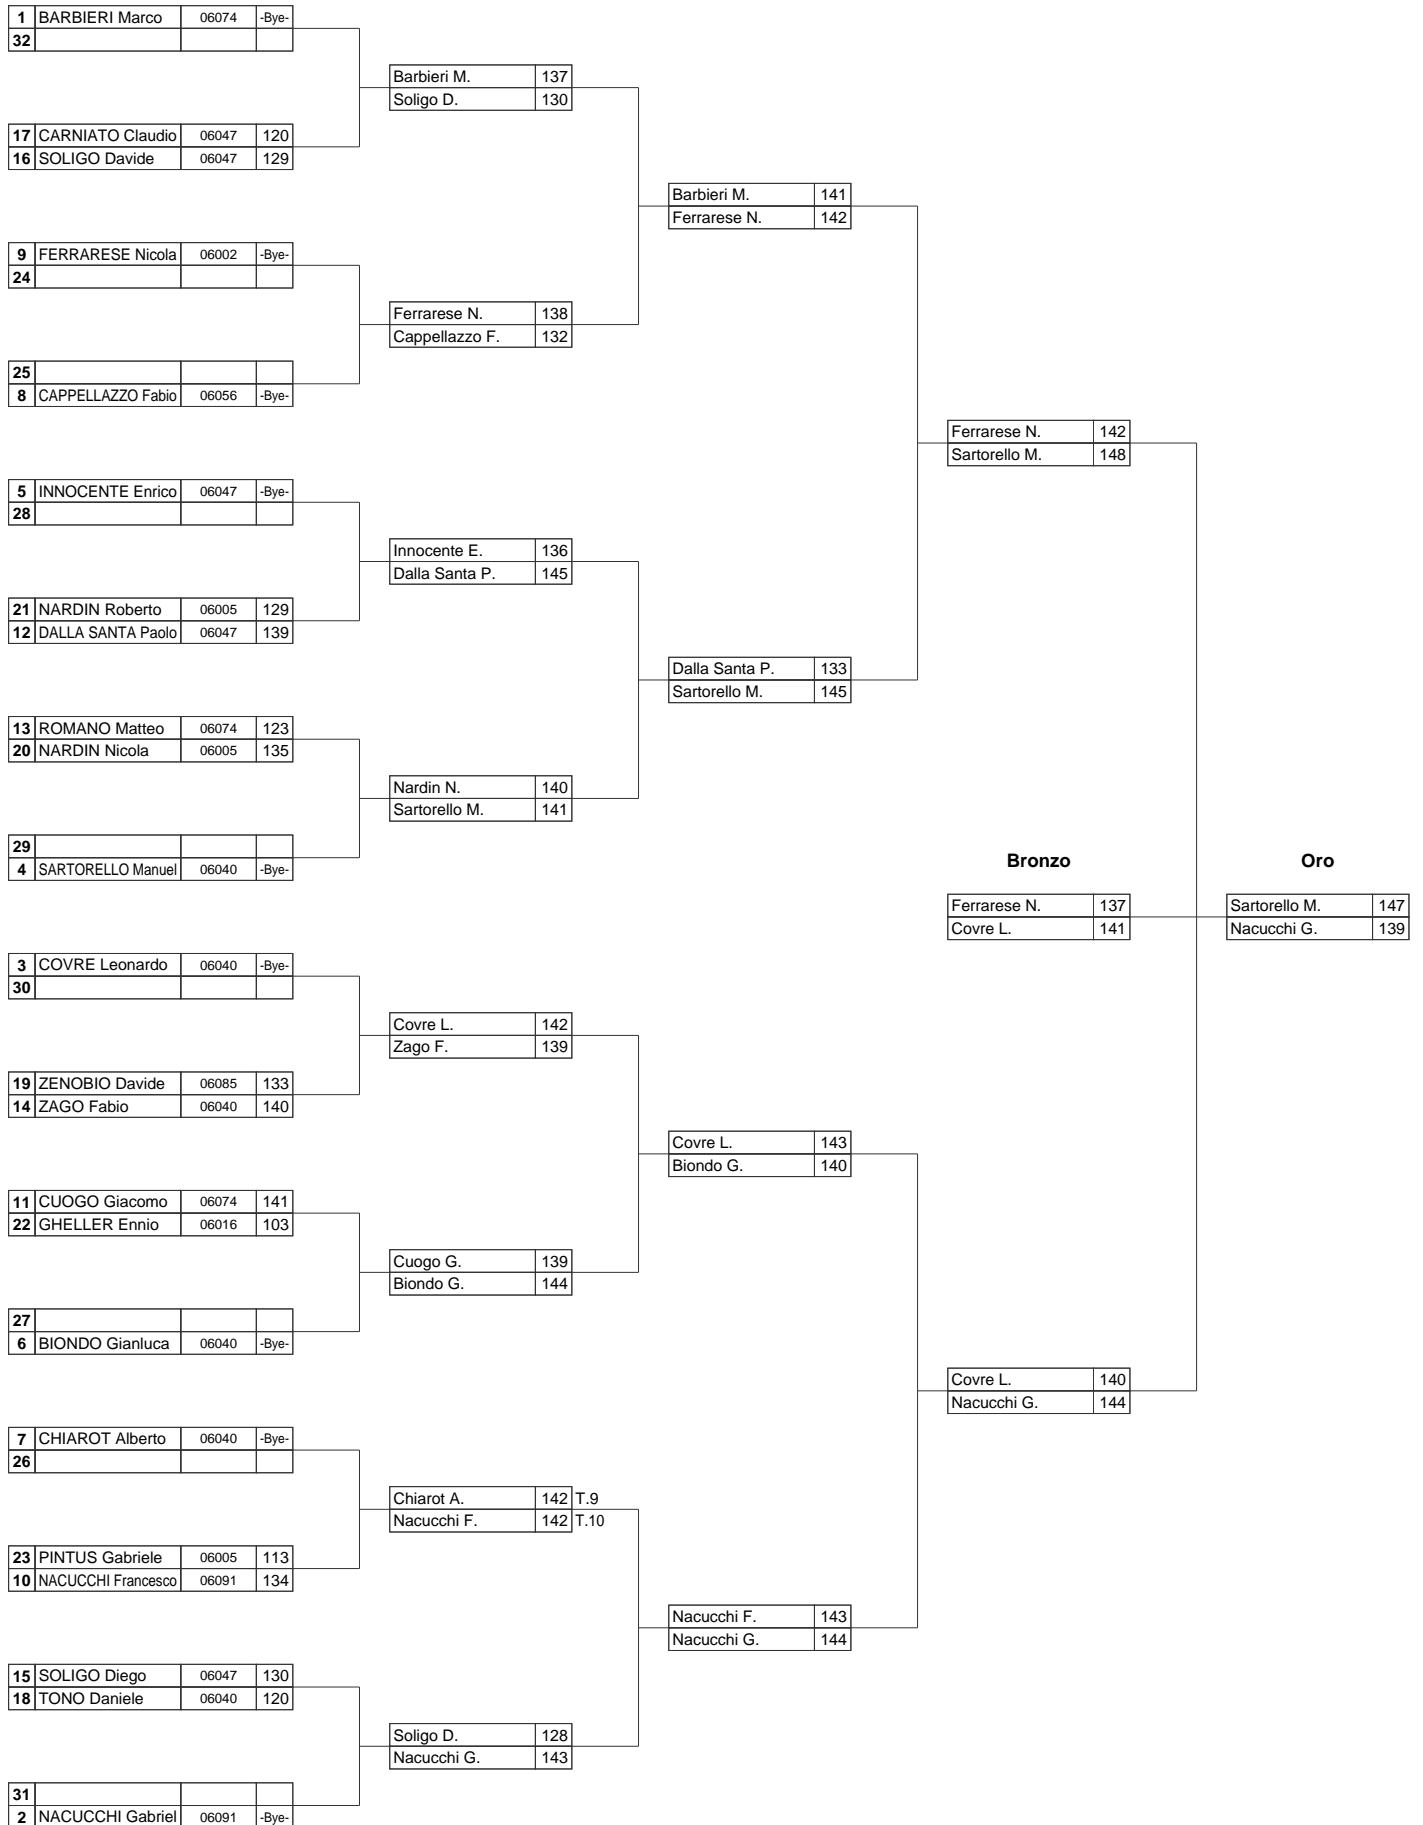 1 BARBIERI Marco 06074 -Bye-
32
Barbieri M. 137
Soligo D. 130
17 CARNIATO Claudio 06047 120
16 SOLIGO Davide 06047 129
Barbieri M. 141
Ferrarese N. 142
9 FERRARESE Nicola 06002 -Bye-
24
Ferrarese N. 138
Cappellazzo F. 132
25
8 CAPPELLAZZO Fabio 06056 -Bye-
Ferrarese N. 142
Sartorello M. 148
5 INNOCENTE Enrico 06047 -Bye-
28
Innocente E. 136
Dalla Santa P. 145
21 NARDIN Roberto 06005 129
12 DALLA SANTA Paolo 06047 139
Dalla Santa P. 133
Sartorello M. 145
13 ROMANO Matteo 06074 123
20 NARDIN Nicola 06005 135
Nardin N. 140
Sartorello M. 141
29
4 SARTORELLO Manuel 06040 -Bye-
Bronzo Oro
Ferrarese N. 137 Sartorello M. 147
Covre L. 141 Nacucchi G. 139
3 COVRE Leonardo 06040 -Bye-
30
Covre L. 142
Zago F. 139
19 ZENOBIO Davide 06085 133
14 ZAGO Fabio 06040 140
Covre L. 143
Biondo G. 140
11 CUOGO Giacomo 06074 141
22 GHELLER Ennio 06016 103
Cuogo G. 139
Biondo G. 144
27
6 BIONDO Gianluca 06040 -Bye-
Covre L. 140
Nacucchi G. 144
7 CHIAROT Alberto 06040 -Bye-
26
Chiarot A. 142 T.9
Nacucchi F. 142 T.10
23 PINTUS Gabriele 06005 113
10 NACUCCHI Francesco 06091 134
Nacucchi F. 143
Nacucchi G. 144
15 SOLIGO Diego 06047 130
18 TONO Daniele 06040 120
Soligo D. 128
Nacucchi G. 143
31
2 NACUCCHI Gabriel 06091 -Bye-